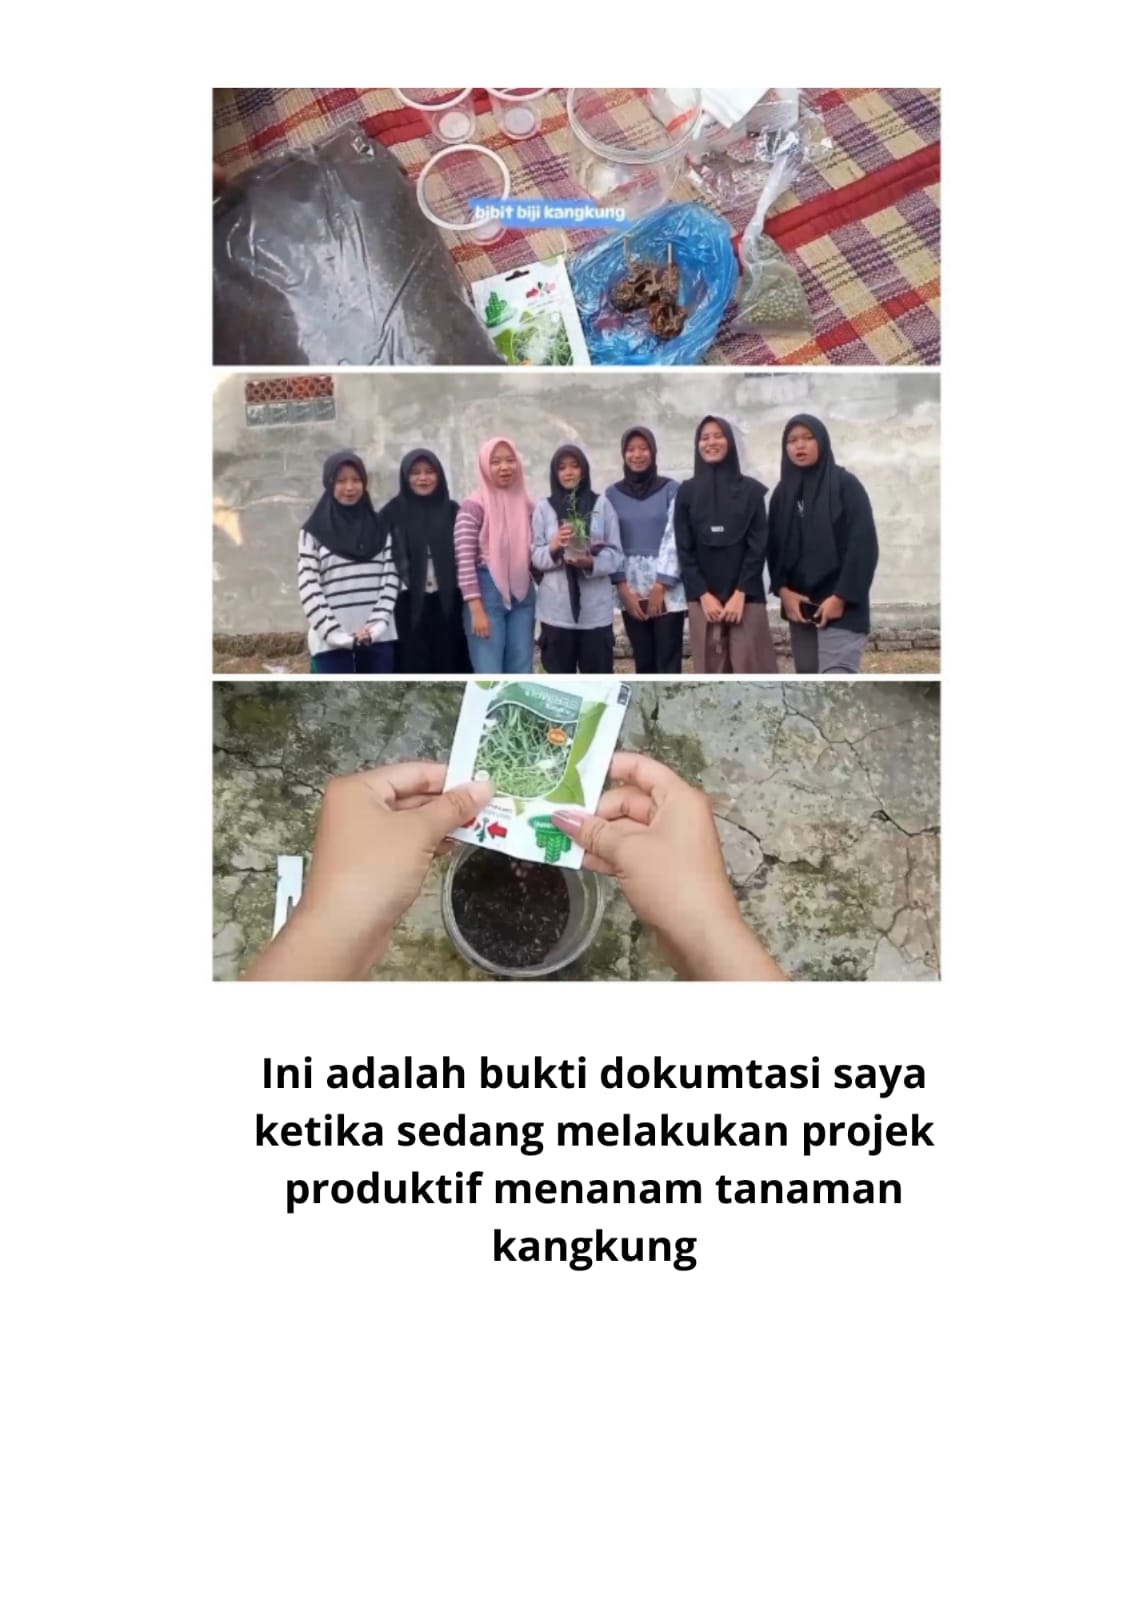 bibit biji kangkung
Ini adalah bukti dokumtasi saya
ketika sedang melakukan projek
produktif menanam tanaman
kangkung